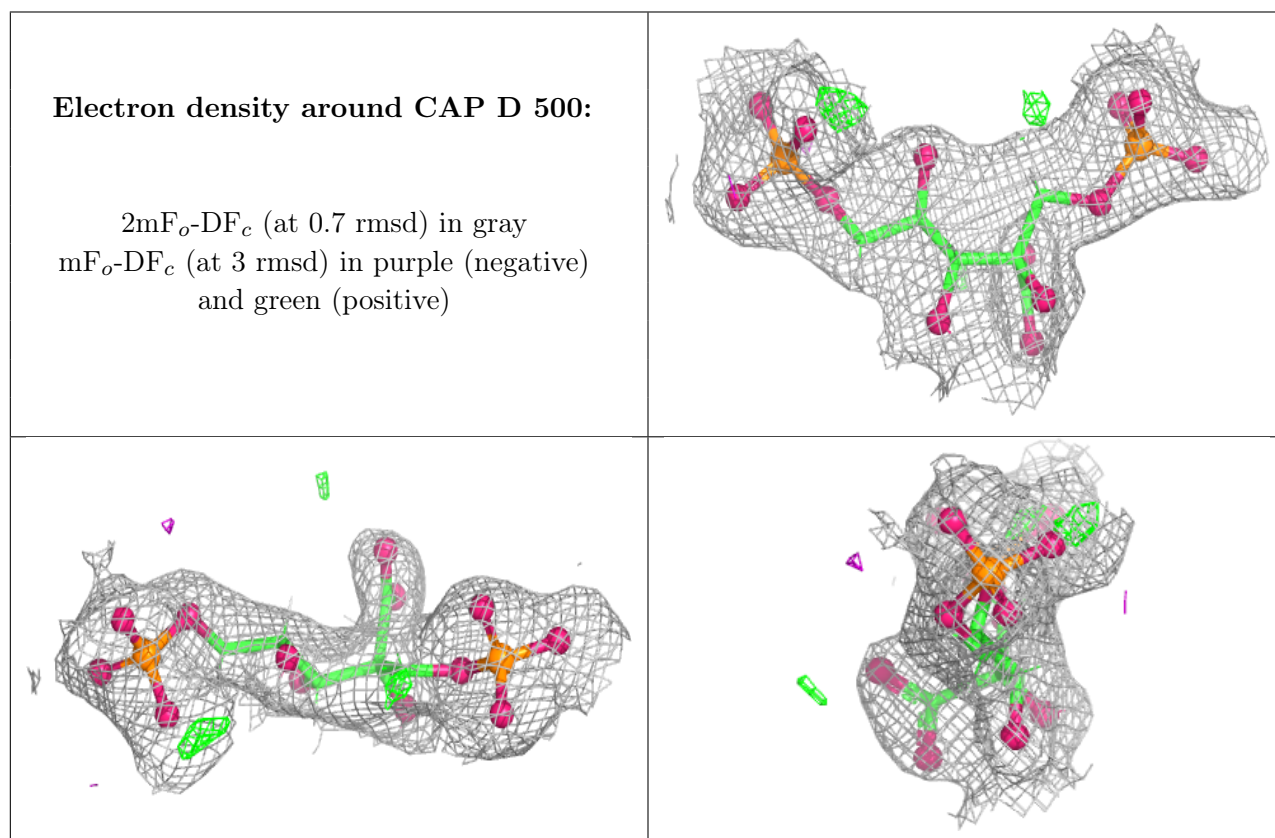 Electron density around CAP D 500:
2mFo-DFc (at 0.7 rmsd) in gray
mFo-DFc (at 3 rmsd) in purple (negative)
and green (positive)